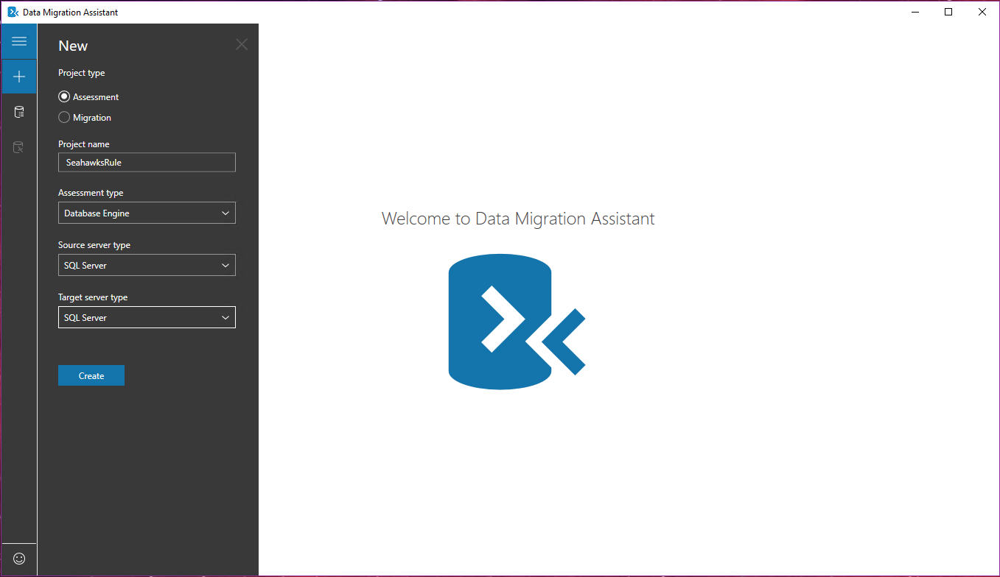 Data Migration Assistant
New
Project type
Assessment
Migration
Project name
SeahawksRule
Assessment type
Database Engine
Source server type
SQL Server
Target server type
SQL Server
Create
Welcome to Data Migration Assistant